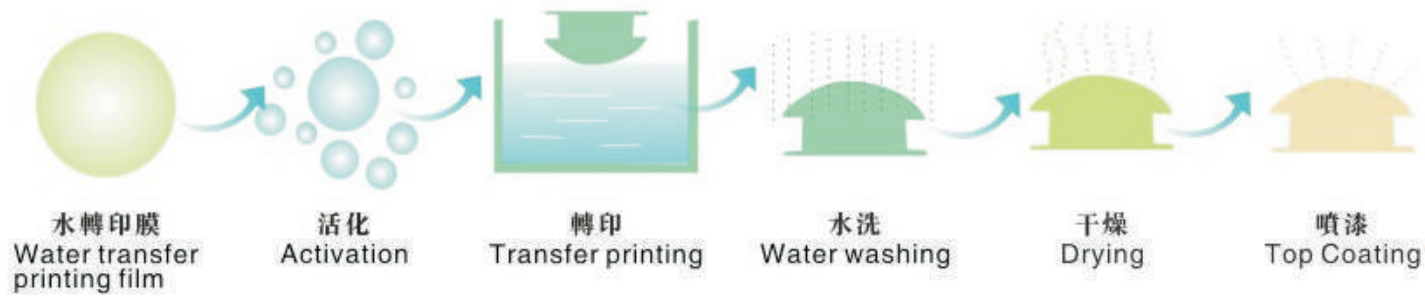 水轉印膜
Water transfer
printing film
活化
Activation
轉印
Transfer printing
水洗
Water washing
干燥
Drying
噴漆
Top Coating